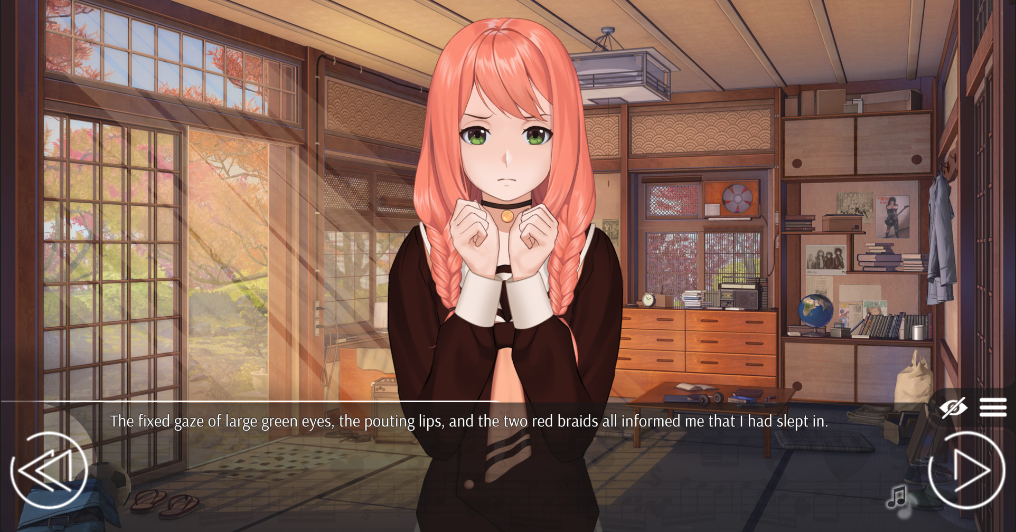 The fixed gaze of large green eyes, the pouting lips, and the two red braids all informed me that I had slept in.